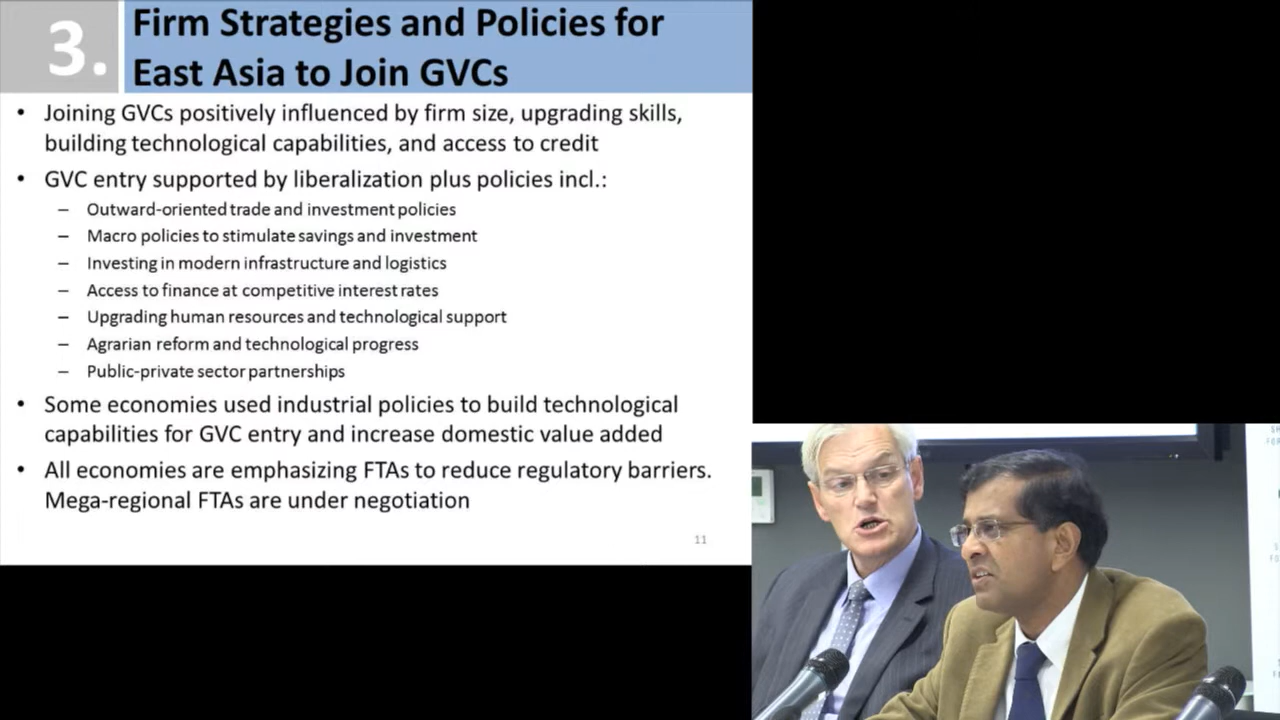 3.
Firm Strategies and Policies for
East Asia to Join GVCs
• Joining GVCs positively influenced by firm size, upgrading skills,
building technological capabilities, and access to credit
• GVC entry supported by liberalization plus policies incl.:
– Outward-oriented trade and investment policies
– Macro policies to stimulate savings and investment
– Investing in modern infrastructure and logistics
– Access to finance at competitive interest rates
– Upgrading human resources and technological support
– Agrarian reform and technological progress
– Public-private sector partnerships
• Some economies used industrial policies to build technological
capabilities for GVC entry and increase domestic value added
• All economies are emphasizing FTAs to reduce regulatory barriers.
Mega-regional FTAs are under negotiation
11